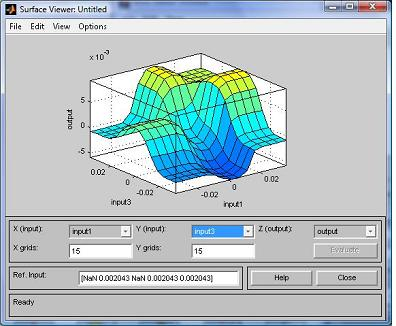 Surface Viewer: Untitled
File Edit View Options
x 10⁻³
5
0
-5
output
0.02
0
-0.02
input3
-0.02
0
0.02
input1
X (input): input1 Y (input): input3 Z (output): output
X grids: 15 Y grids: 15 Evaluate
Ref. Input: [NaN 0.002043 NaN 0.002043 0.002043] Help Close
Ready